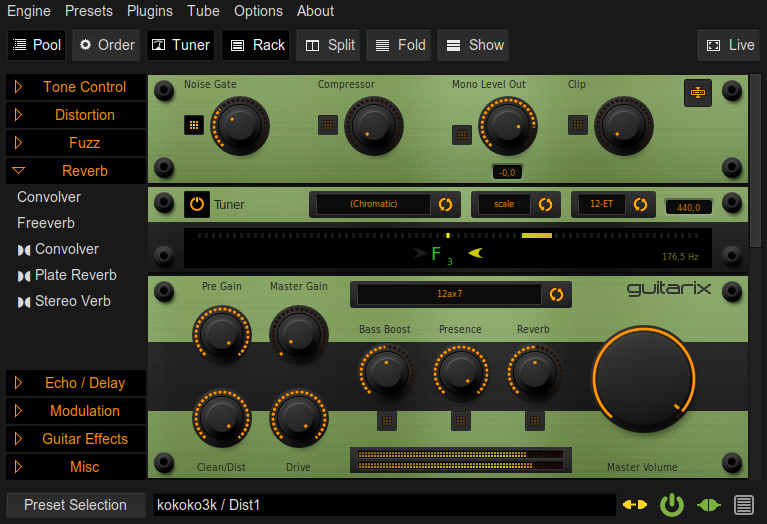 Engine Presets Plugins Tube Options About
Pool Order Tuner Rack Split Fold Show Live
Tone Control
Distortion
Fuzz
Reverb
Convolver
Freeverb
Convolver
Plate Reverb
Stereo Verb
Echo / Delay
Modulation
Guitar Effects
Misc
Noise Gate Compressor Mono Level Out Clip
-0,0
Tuner (Chromatic) scale 12-ET 440,0
F 3
176,5 Hz
Pre Gain Master Gain 12ax7 guitarix
Bass Boost Presence Reverb
Clean/Dist Drive Master Volume
Preset Selection kokoko3k / Dist1